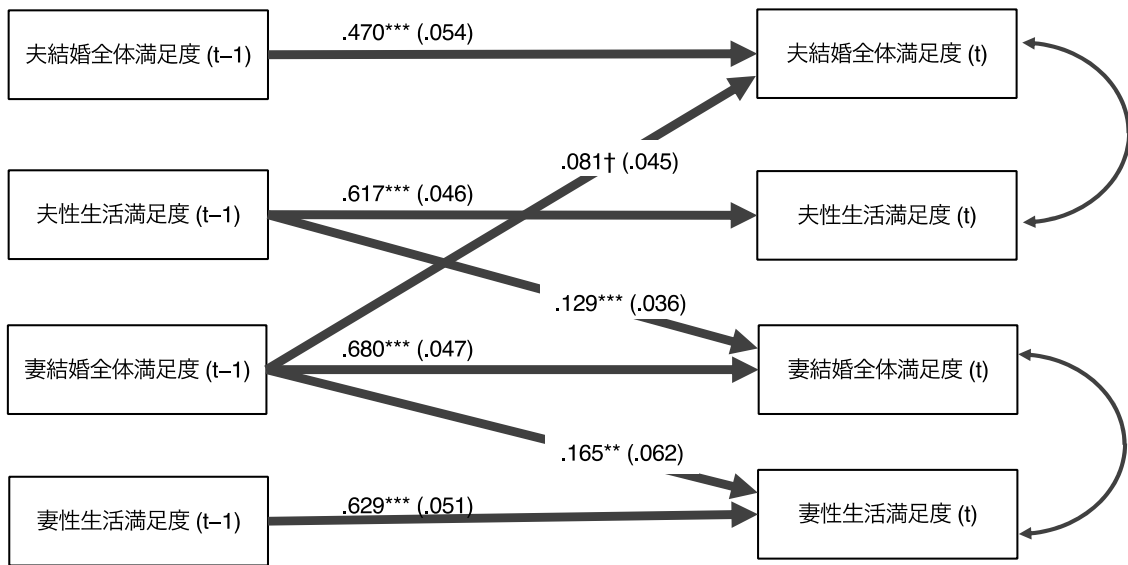 夫結婚全体満足度 (t−1)
.470*** (.054)
夫結婚全体満足度 (t)
.081† (.045)
夫性生活満足度 (t−1)
.617*** (.046)
夫性生活満足度 (t)
.129*** (.036)
妻結婚全体満足度 (t−1)
.680*** (.047)
妻結婚全体満足度 (t)
.165** (.062)
妻性生活満足度 (t−1)
.629*** (.051)
妻性生活満足度 (t)